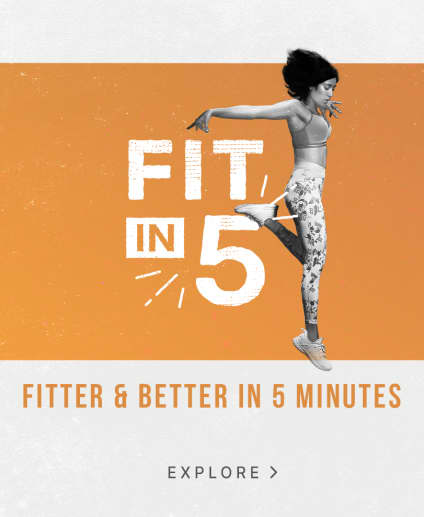 FIT
IN 5
FITTER & BETTER IN 5 MINUTES
EXPLORE >